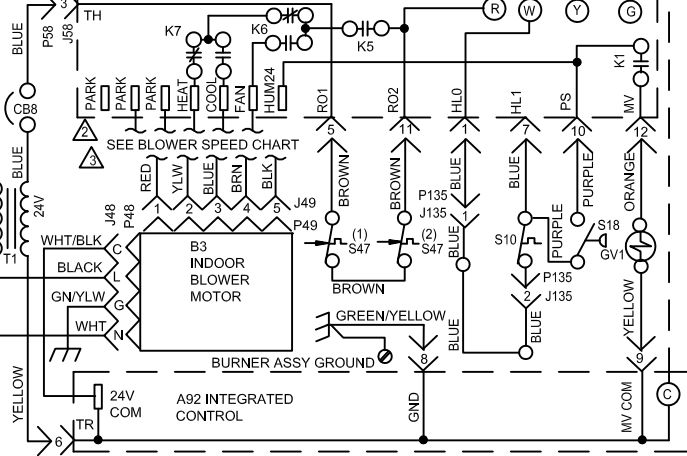 BLUE
P58
3
J58
TH
K7
K6
K5
R
W
Y
G
K1
CB8
PARK
PARK
PARK
HEAT
COOL
FAN
HUM24
RO1
RO2
HL0
HL1
PS
MV
2
3
SEE BLOWER SPEED CHART
5
11
1
7
10
12
BLUE
24V
T1
RED
YLW
BLUE
BRN
BLK
BROWN
BROWN
BLUE
BLUE
PURPLE
ORANGE
J48
P48
1
2
3
4
5
J49
P49
P135
J135
1
WHT/BLK
C
BLACK
L
GN/YLW
G
WHT
N
B3
INDOOR
BLOWER
MOTOR
(1)
S47
(2)
S47
BLUE
S10
PURPLE
S18
GV1
BROWN
P135
2
J135
GREEN/YELLOW
BLUE
BLUE
YELLOW
BURNER ASSY GROUND
8
9
YELLOW
24V
COM
A92 INTEGRATED
CONTROL
GND
MV COM
C
6
TR